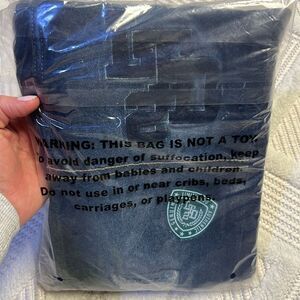 WARNING: THIS BAG IS NOT A TOY
To avoid danger of suffocation, keep
away from babies and children.
Do not use in or near cribs, beds,
carriages, or playpens.